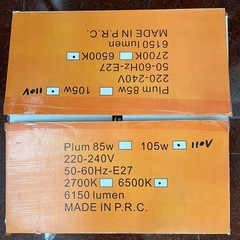 Plum 85w 105w 110V
220-240V
50-60Hz-E27
2700K 6500K
6150 lumen
MADE IN P.R.C.
Plum 85w 105w 110V
220-240V
50-60Hz-E27
2700K 6500K
6150 lumen
MADE IN P.R.C.